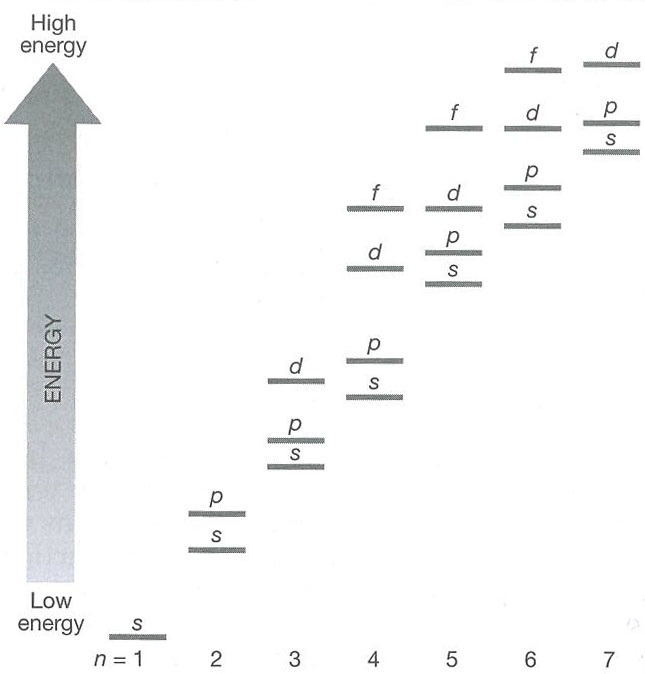 High
energy
f d
f d p
s
p
f d s
p
d s
p
d s
p
s
p
s
ENERGY
Low
energy
s
n = 1 2 3 4 5 6 7